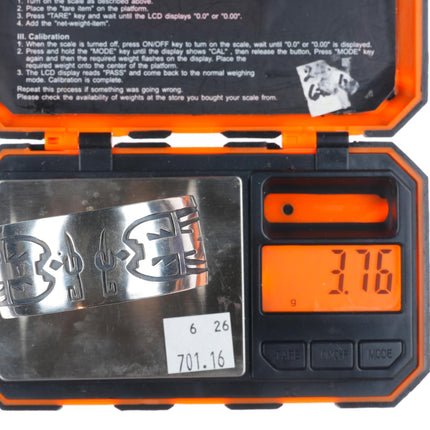 1. Turn on the scale as described above.
2. Place the "tare item" on the platform.
3. Press "TARE" key and wait until the LCD displays "0.0" or "0.00".
4. Add the "net-weight-item".
III. Calibration
1. When the scale is turned off, press ON/OFF key to turn on the scale, wait until "0.0" or "0.00" is displayed.
2. Press and hold the "MODE" key until the display shows "CAL" , then release the button. Press "MODE" key
again and then the required weight flashes on the display. Place the
required weight onto the center of the platform.
3. The LCD display reads "PASS" and come back to the normal weighing
mode. Calibration is complete.
Repeat this process if something was going wrong.
Please check the availability of weights at the store you bought your scale from.
3.76
g
6 26
701.16
TARE
ON/OFF
MODE